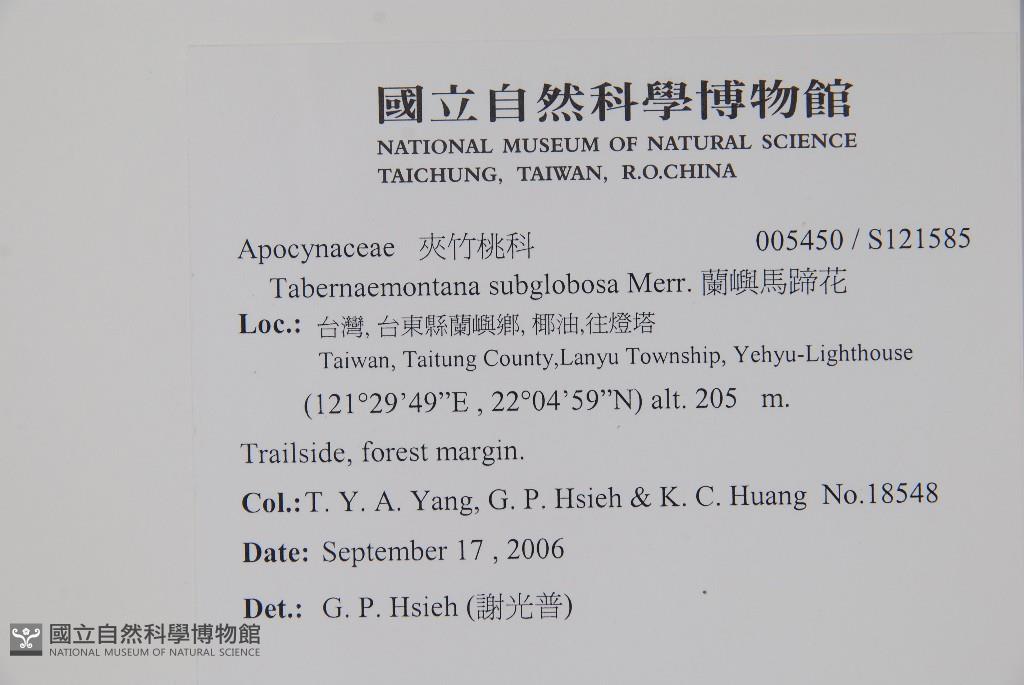 國立自然科學博物館
NATIONAL MUSEUM OF NATURAL SCIENCE
TAICHUNG, TAIWAN, R.O.CHINA
Apocynaceae 夾竹桃科 005450 / S121585
Tabernaemontana subglobosa Merr. 蘭嶼馬蹄花
Loc.: 台灣, 台東縣蘭嶼鄉, 椰油,往燈塔
Taiwan, Taitung County,Lanyu Township, Yehyu-Lighthouse
(121°29’49”E , 22°04’59”N) alt. 205 m.
Trailside, forest margin.
Col.: T. Y. A. Yang, G. P. Hsieh & K. C. Huang No.18548
Date: September 17 , 2006
Det.: G. P. Hsieh (謝光普)
國立自然科學博物館
NATIONAL MUSEUM OF NATURAL SCIENCE